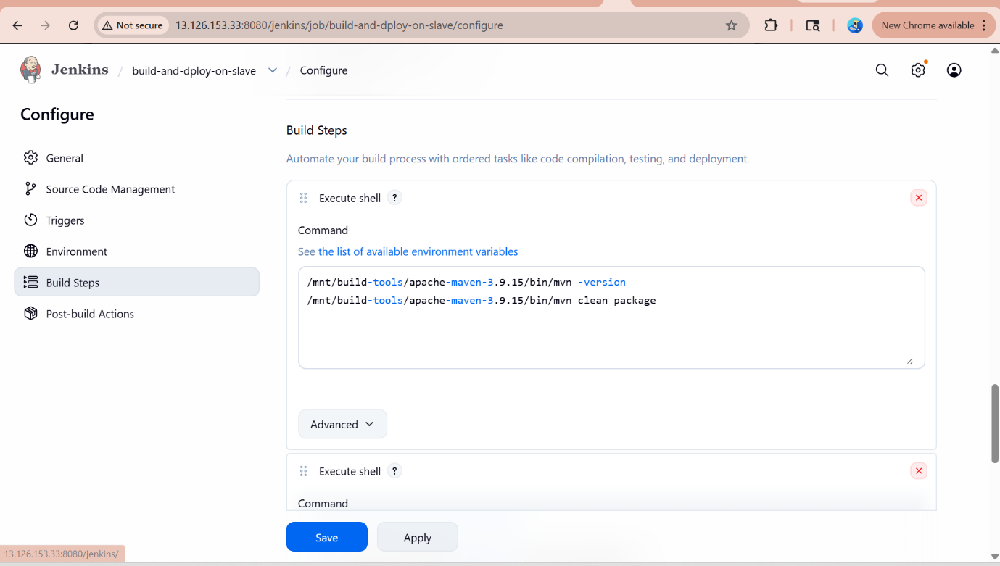 Not secure
13.126.153.33:8080/jenkins/job/build-and-dploy-on-slave/configure
New Chrome available
Jenkins / build-and-dploy-on-slave / Configure
Configure
General
Source Code Management
Triggers
Environment
Build Steps
Post-build Actions
Build Steps
Automate your build process with ordered tasks like code compilation, testing, and deployment.
Execute shell ?
Command
See the list of available environment variables
/mnt/build-tools/apache-maven-3.9.15/bin/mvn -version
/mnt/build-tools/apache-maven-3.9.15/bin/mvn clean package
Advanced
Execute shell ?
Command
Save
Apply
13.126.153.33:8080/jenkins/